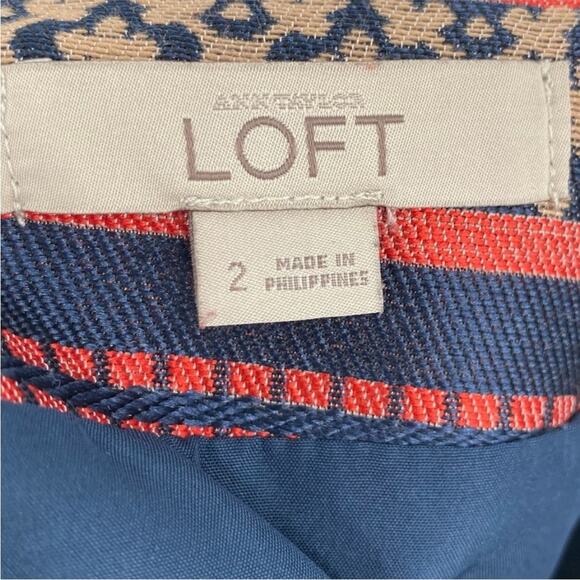 ANN TAYLOR
LOFT
2 MADE IN
PHILIPPINES